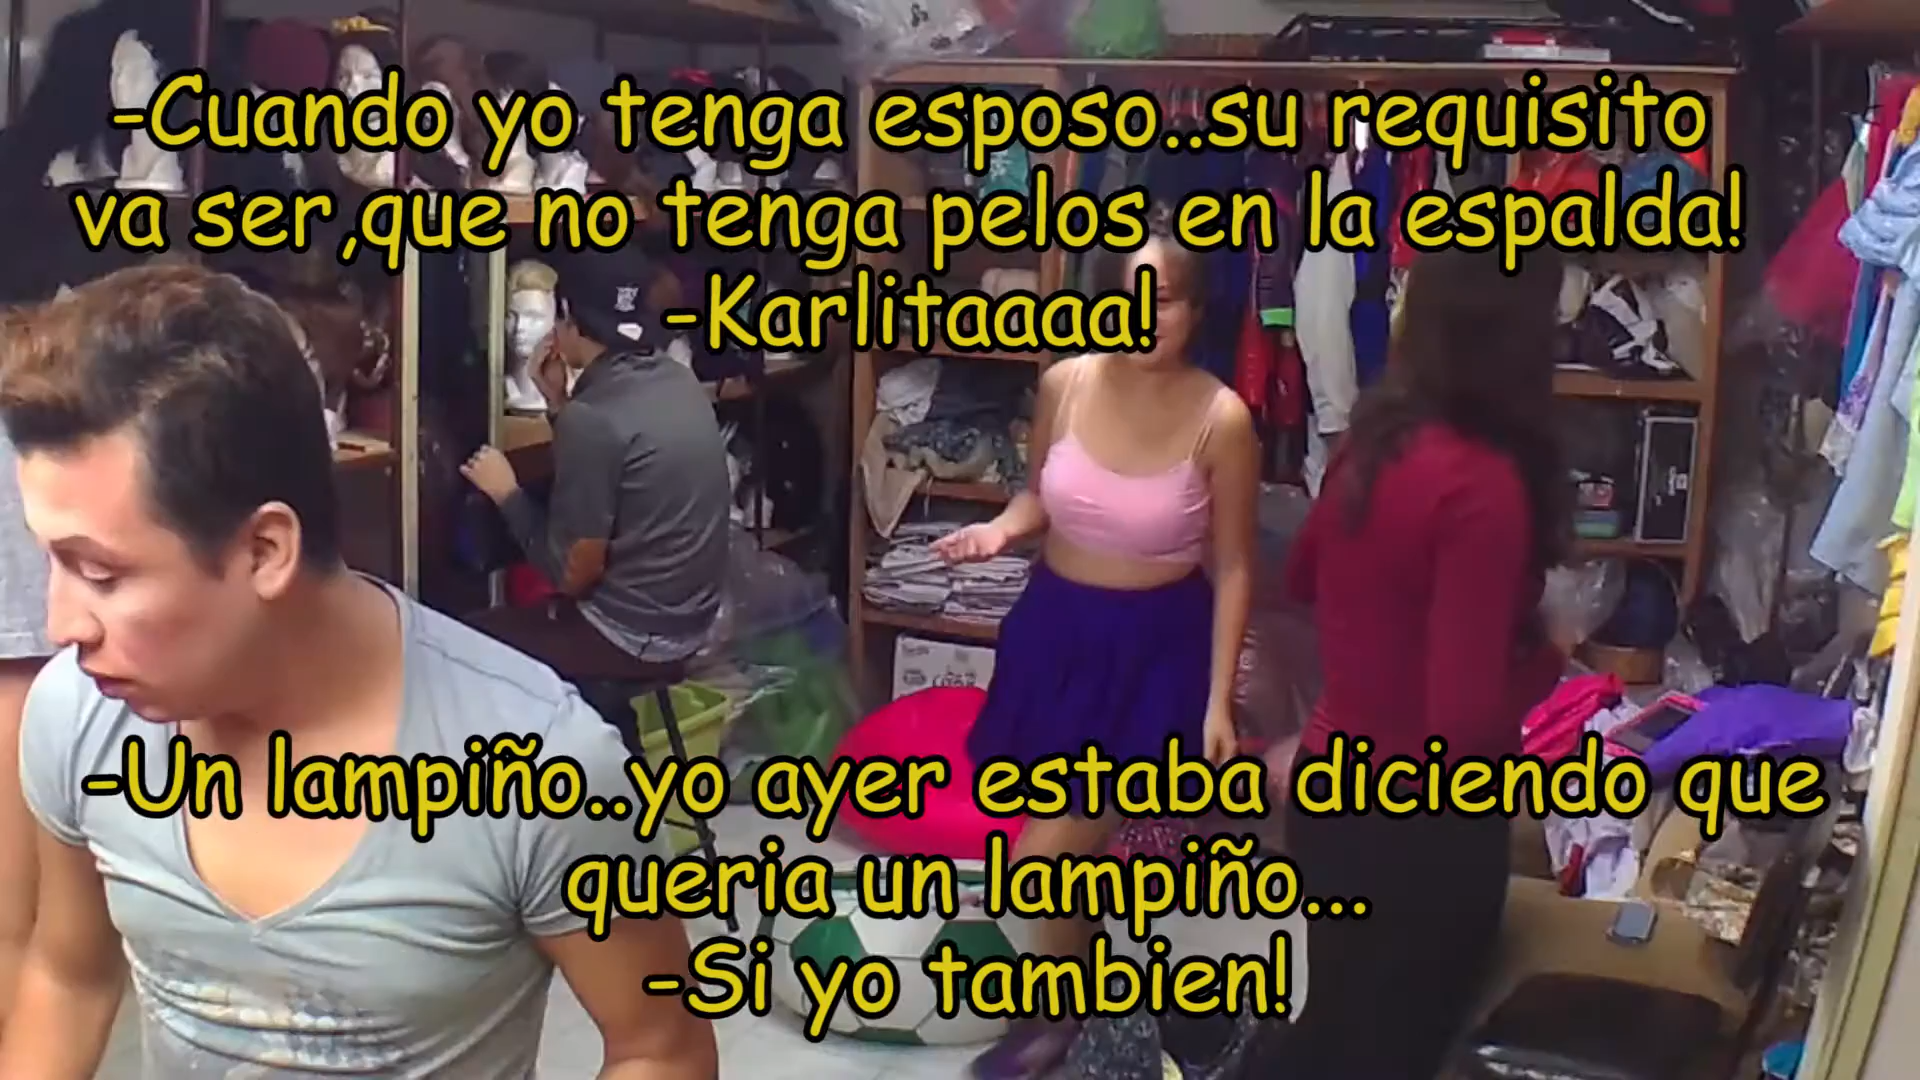 -Cuando yo tenga esposo..su requisito
va ser,que no tenga pelos en la espalda!
-Karlitaaaa!
-Un lampiño..yo ayer estaba diciendo que
queria un lampiño...
-Si yo tambien!